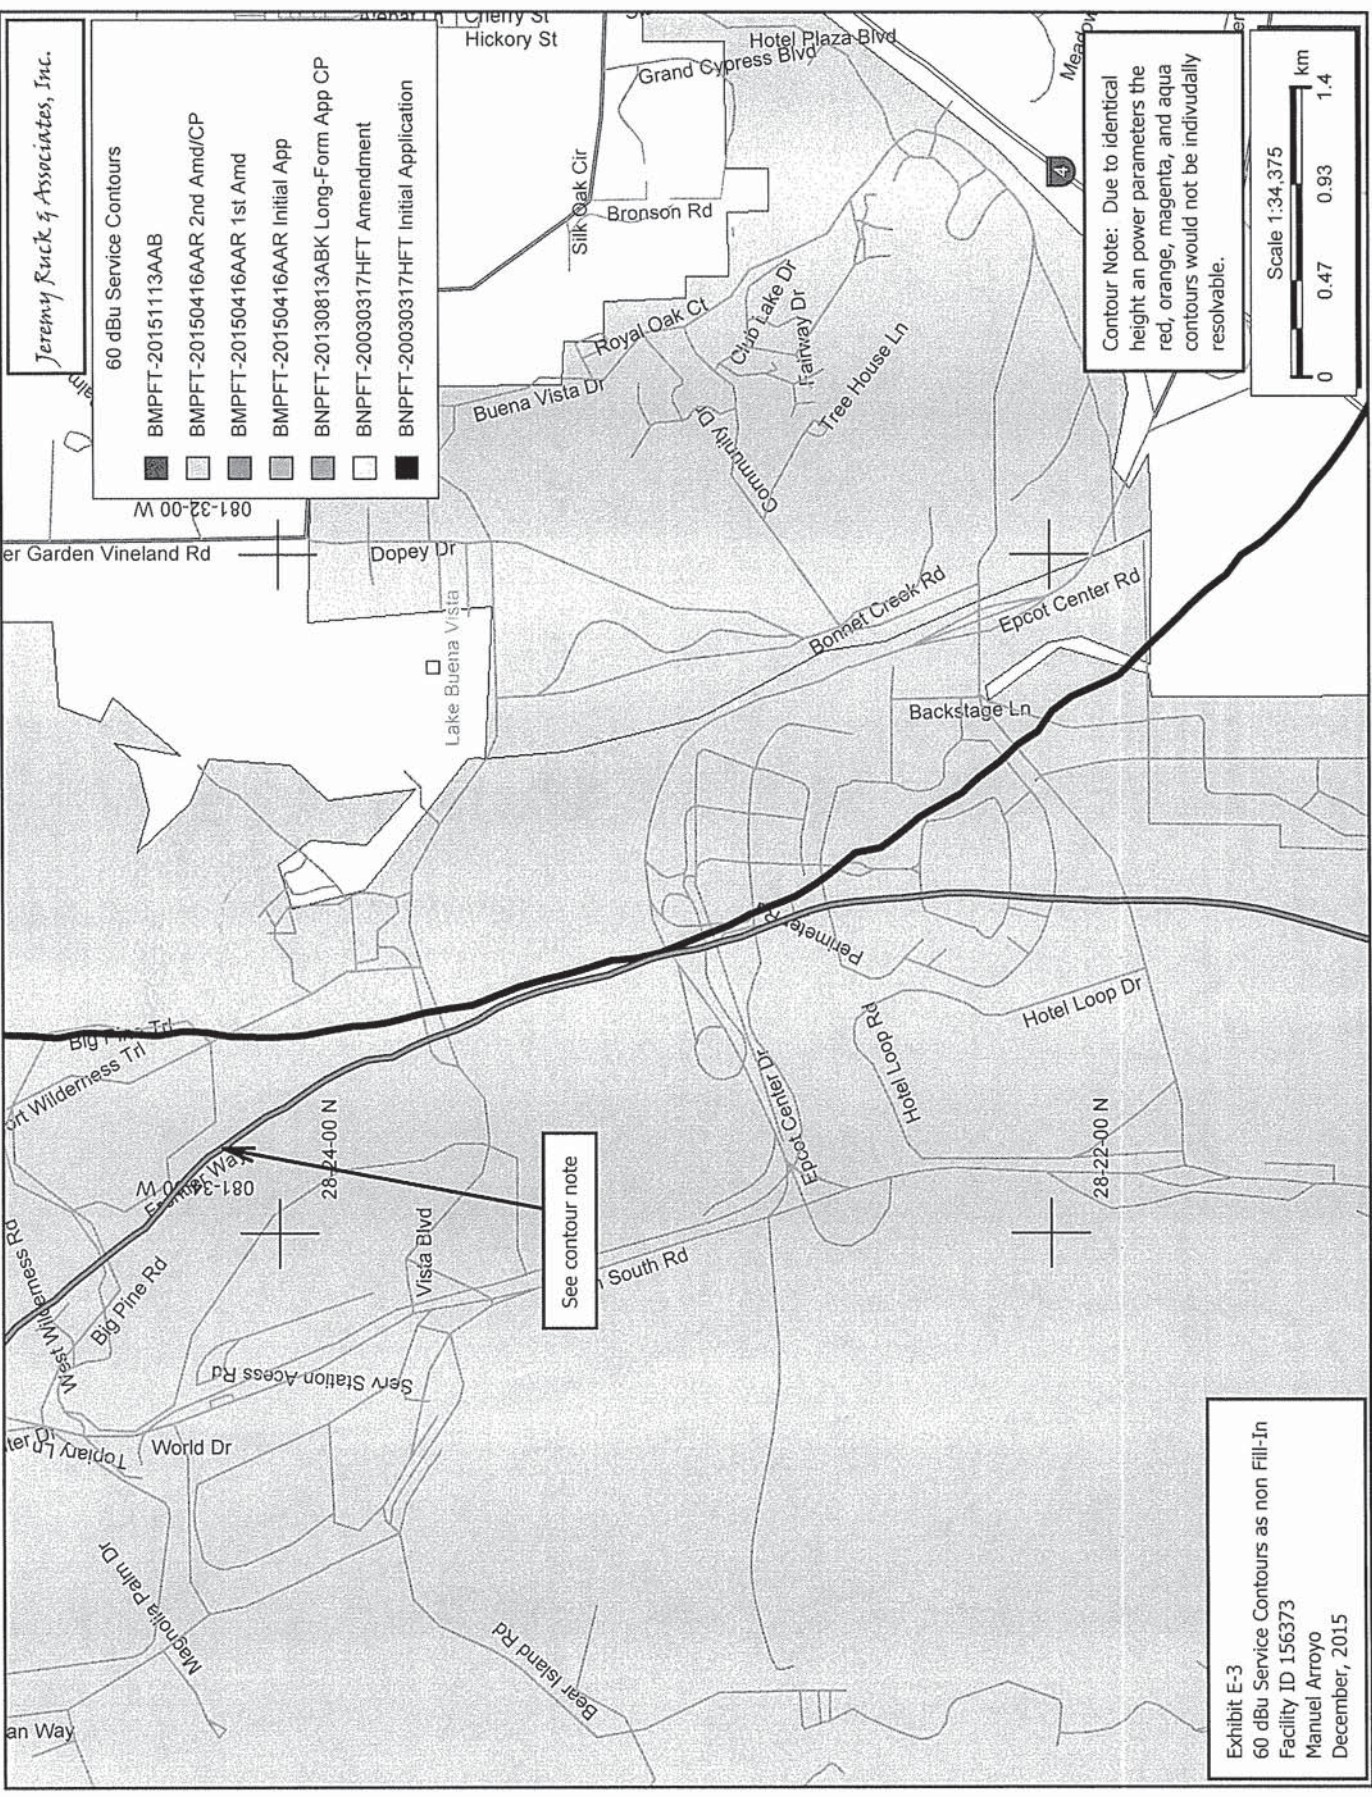 Jeremy Ruck & Associates, Inc.
60 dBu Service Contours
BMPFT-20151113AAB
BMPFT-20150416AAR 2nd Amd/CP
BMPFT-20150416AAR 1st Amd
BMPFT-20150416AAR Initial App
BNPFT-20130813ABK Long-Form App CP
BNPFT-20030317HFT Amendment
BNPFT-20030317HFT Initial Application
Cherry St
Hickory St
Hotel Plaza Blvd
Grand Cypress Blvd
Silk Oak Cir
Bronson Rd
Royal Oak Ct
Club Lake Dr
Fairway Dr
Tree House Ln
Buena Vista Dr
Community Dr
4
Contour Note: Due to identical
height an power parameters the
red, orange, magenta, and aqua
contours would not be indivudally
resolvable.
Scale 1:34,375
0 0.47 0.93 1.4
km
081-32-00 W
er Garden Vineland Rd
Dopey Dr
Lake Buena Vista
Bonnet Creek Rd
Epcot Center Rd
Backstage Ln
Perimeter Rd
Big Pine Trl
ort Wilderness Trl
Hotel Loop Dr
Hotel Loop Rd
Epcot Center Dr
28-24-00 N
28-22-00 N
081-34-00 W
See contour note
West Wilderness Rd
Big Pine Rd
Vista Blvd
South Rd
Serv Station Acess Rd
World Dr
Topiary Ln
Magnolia Palm Dr
Bear Island Rd
an Way
Exhibit E-3
60 dBu Service Contours as non Fill-In
Facility ID 156373
Manuel Arroyo
December, 2015